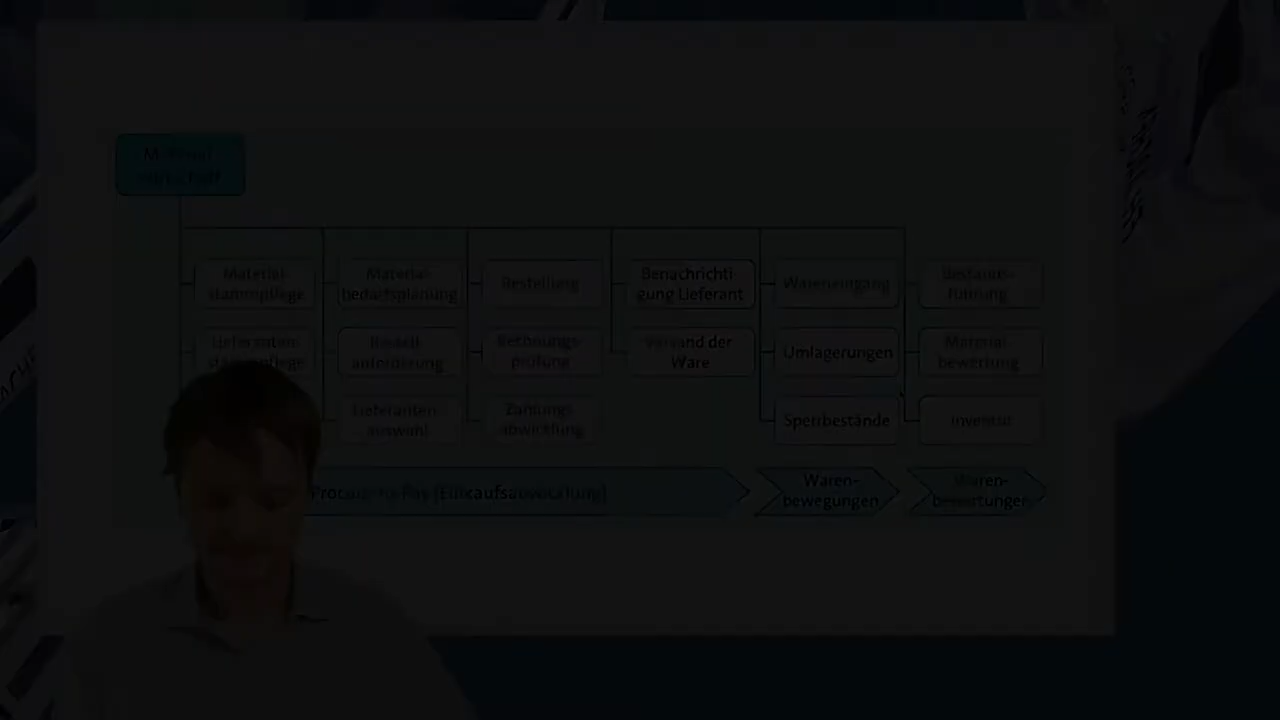 Material-
wirtschaft
Material-
stammpflege
Material-
bedarfsplanung
Bestellung
Benachrichti-
gung Lieferant
Wareneingang
Bestands-
führung
Lieferanten-
stammpflege
Bestell-
anforderung
Rechnungs-
prüfung
Versand der
Ware
Umlagerungen
Material-
bewertung
Lieferanten-
auswahl
Zahlungs-
abwicklung
Sperrbestände
Inventur
Procure-to-Pay (Einkaufsabwicklung)
Waren-
bewegungen
Waren-
bewertungen